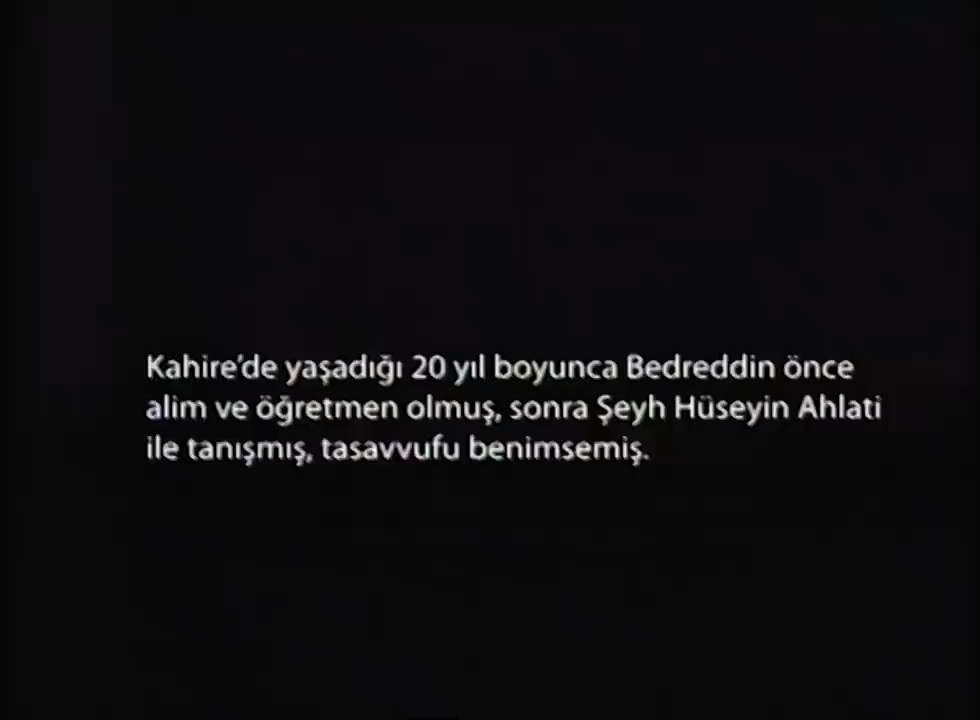 Kahire'de yaşadığı 20 yıl boyunca Bedreddin önce
alim ve öğretmen olmuş, sonra Şeyh Hüseyin Ahlati
ile tanışmış, tasavvufu benimsemiş.